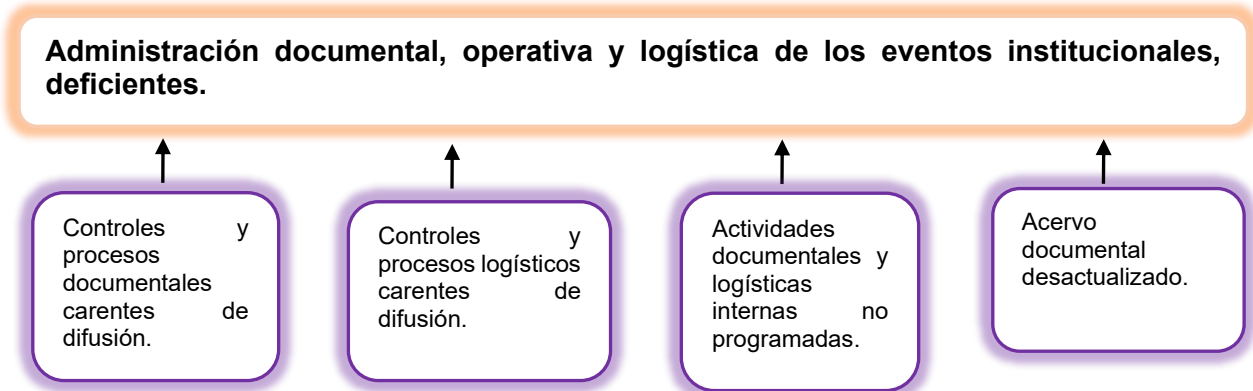 Administración documental, operativa y logística de los eventos institucionales,
deficientes.
Controles y
procesos
documentales
carentes de
difusión.
Controles y
procesos logísticos
carentes de
difusión.
Actividades
documentales y
logísticas
internas no
programadas.
Acervo
documental
desactualizado.